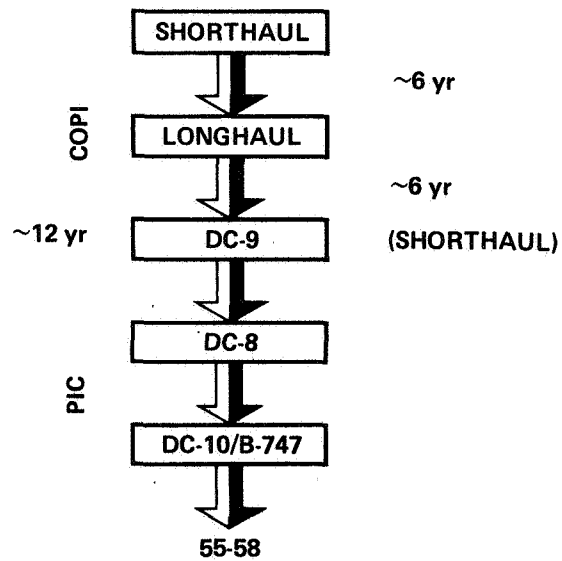 SHORTHAUL
~6 yr
COPI
LONGHAUL
~6 yr
~12 yr
DC-9
(SHORTHAUL)
DC-8
PIC
DC-10/B-747
55-58